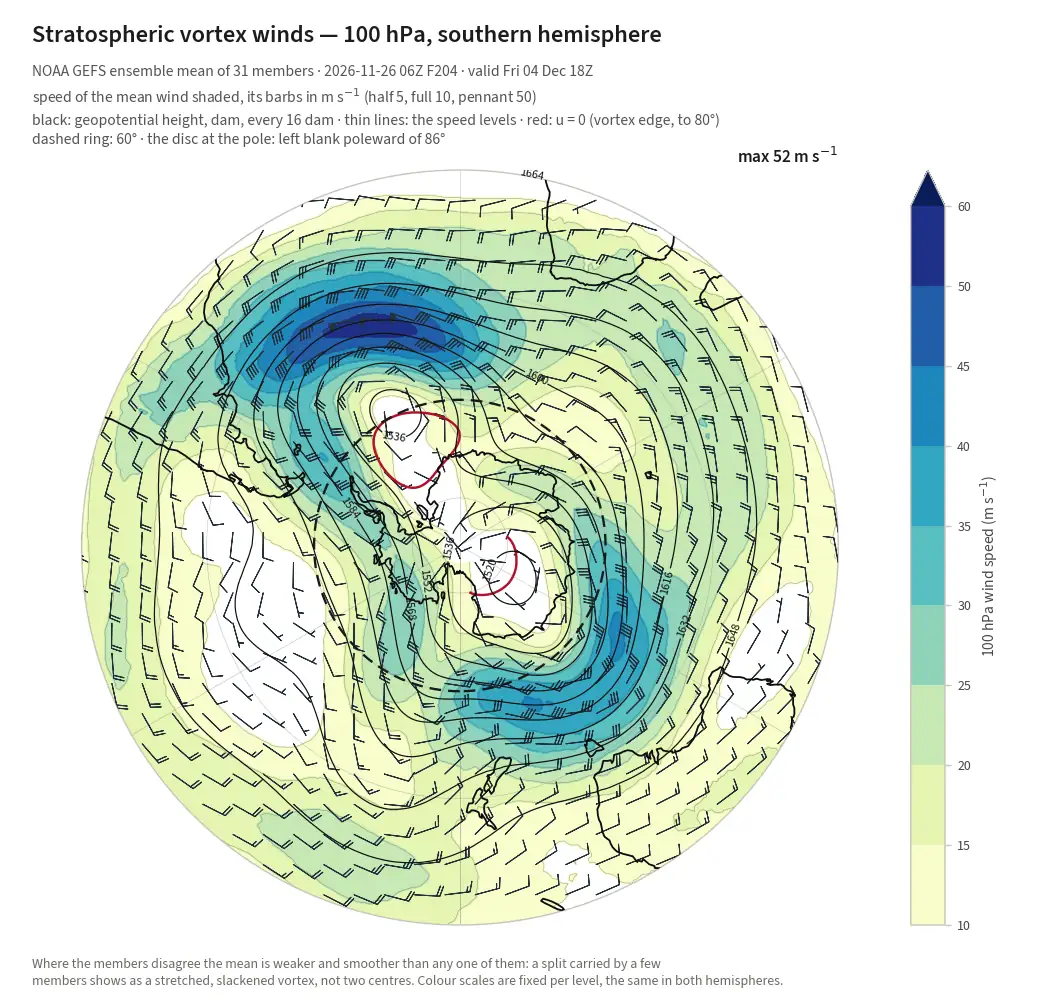 Stratospheric vortex winds — 100 hPa, southern hemisphere
NOAA GEFS ensemble mean of 31 members · 2026-11-26 06Z F204 · valid Fri 04 Dec 18Z
speed of the mean wind shaded, its barbs in m s⁻¹ (half 5, full 10, pennant 50)
black: geopotential height, dam, every 16 dam · thin lines: the speed levels · red: u = 0 (vortex edge, to 80°)
dashed ring: 60° · the disc at the pole: left blank poleward of 86°
max 52 m s⁻¹
1664
1600
1536
1584
1536
1520
1552
1568
1616
1632
1648
60
50
45
40
35
30
25
20
15
10
100 hPa wind speed (m s⁻¹)
Where the members disagree the mean is weaker and smoother than any one of them: a split carried by a few
members shows as a stretched, slackened vortex, not two centres. Colour scales are fixed per level, the same in both hemispheres.